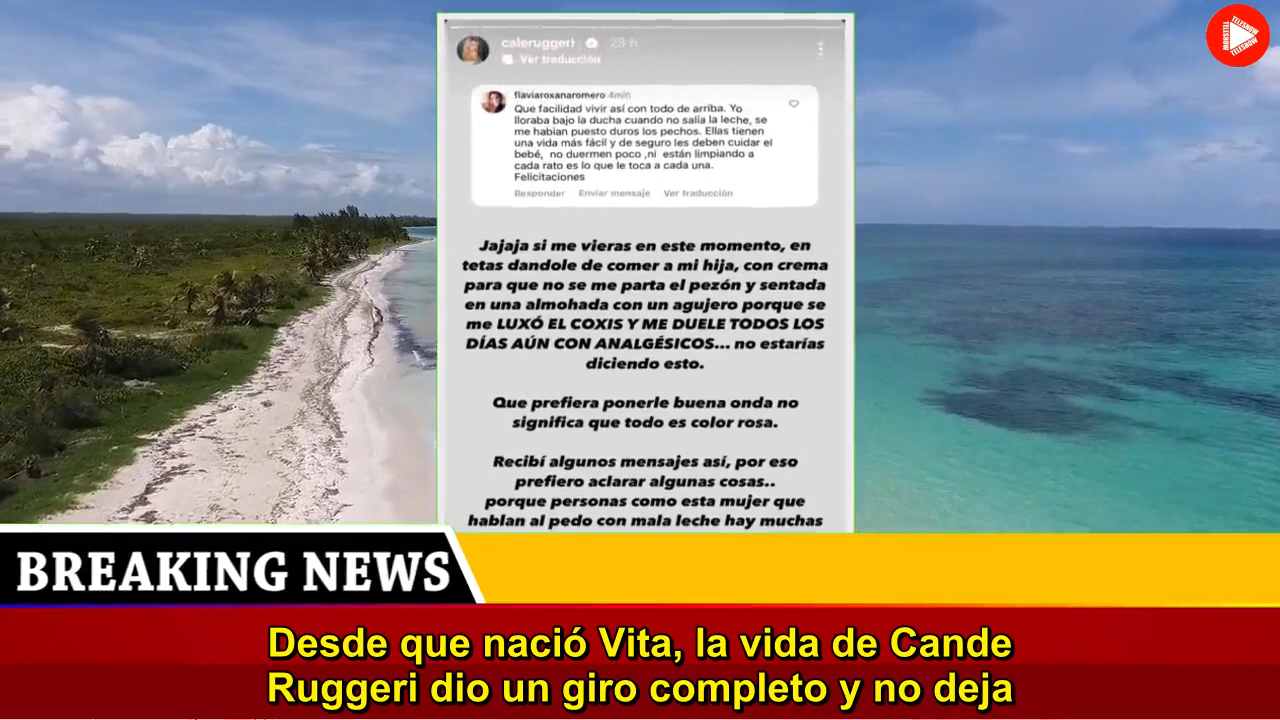 TELESHOW
TELESHOW
TELESHOW
caleruggeri 23 h
Ver traducción
flaviaroxanaromero 4min
Que facilidad vivir así con todo de arriba. Yo
lloraba bajo la ducha cuando no salía la leche, se
me habian puesto duros los pechos. Ellas tienen
una vida más fácil y de seguro les deben cuidar el
bebé, no duermen poco ,ni están limpiando a
cada rato es lo que le toca a cada una.
Felicitaciones
Responder Enviar mensaje Ver traducción
Jajaja si me vieras en este momento, en
tetas dandole de comer a mi hija, con crema
para que no se me parta el pezón y sentada
en una almohada con un agujero porque se
me LUXÓ EL COXIS Y ME DUELE TODOS LOS
DÍAS AÚN CON ANALGÉSICOS... no estarías
diciendo esto.
Que prefiera ponerle buena onda no
significa que todo es color rosa.
Recibí algunos mensajes así, por eso
prefiero aclarar algunas cosas..
porque personas como esta mujer que
hablan al pedo con mala leche hay muchas
BREAKING NEWS
Desde que nació Vita, la vida de Cande
Ruggeri dio un giro completo y no deja